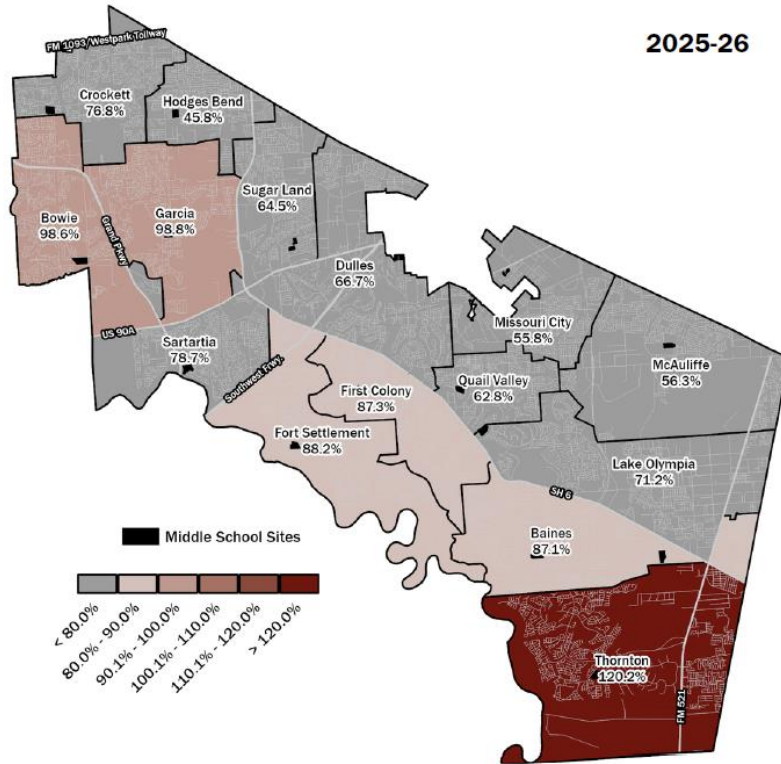 2025-26
FM 1093/Westpark Tollway
Crockett
76.8%
Hodges Bend
45.8%
Sugar Land
64.5%
Bowie
98.6%
Garcia
98.8%
Grand Pkwy
Dulles
66.7%
Missouri City
55.8%
McAuliffe
56.3%
US 90A
Sartartia
78.7%
Southwest Frwy.
First Colony
87.3%
Quail Valley
62.8%
Fort Settlement
88.2%
Lake Olympia
71.2%
SH 6
Baines
87.1%
Middle School Sites
< 80.0%
80.0% - 90.0%
90.1% - 100.0%
100.1% - 110.0%
110.1% - 120.0%
> 120.0%
Thornton
120.2%
FM 521